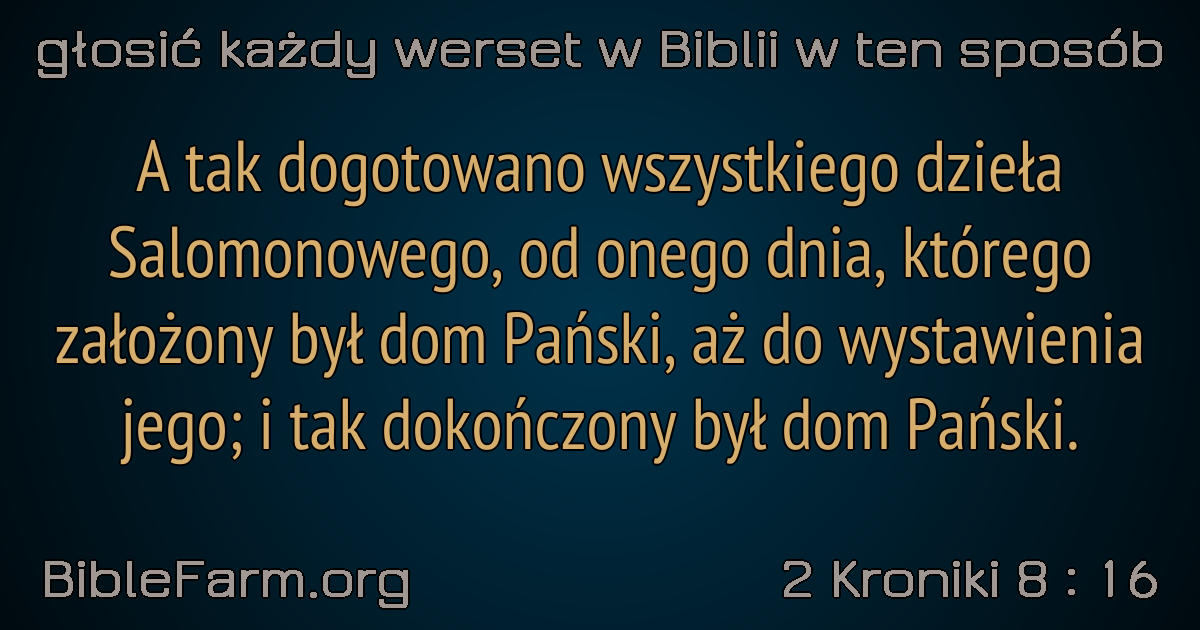 głosić każdy werset w Biblii w ten sposób
A tak dogotowano wszystkiego dzieła
Salomonowego, od onego dnia, którego
założony był dom Pański, aż do wystawienia
jego; i tak dokończony był dom Pański.
BibleFarm.org
2 Kroniki 8 : 16